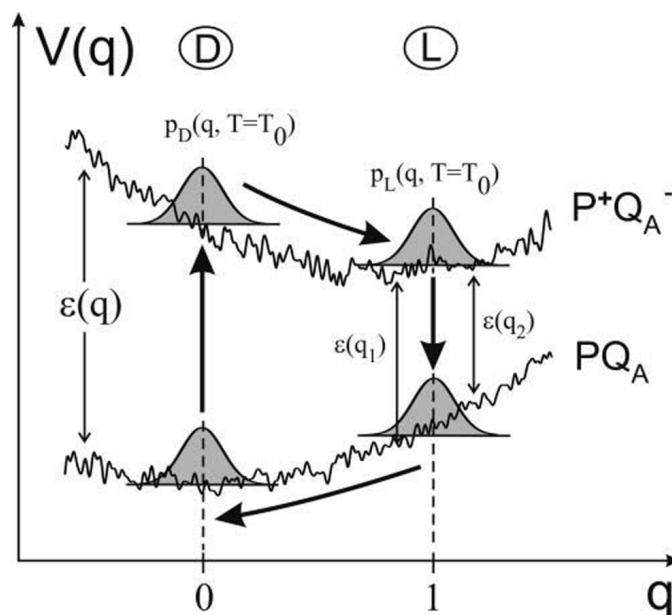 V(q)
D
L
p_D(q, T=T_0)
p_L(q, T=T_0)
P⁺Q_A⁻
ε(q)
ε(q_1)
ε(q_2)
PQ_A
0
1
q